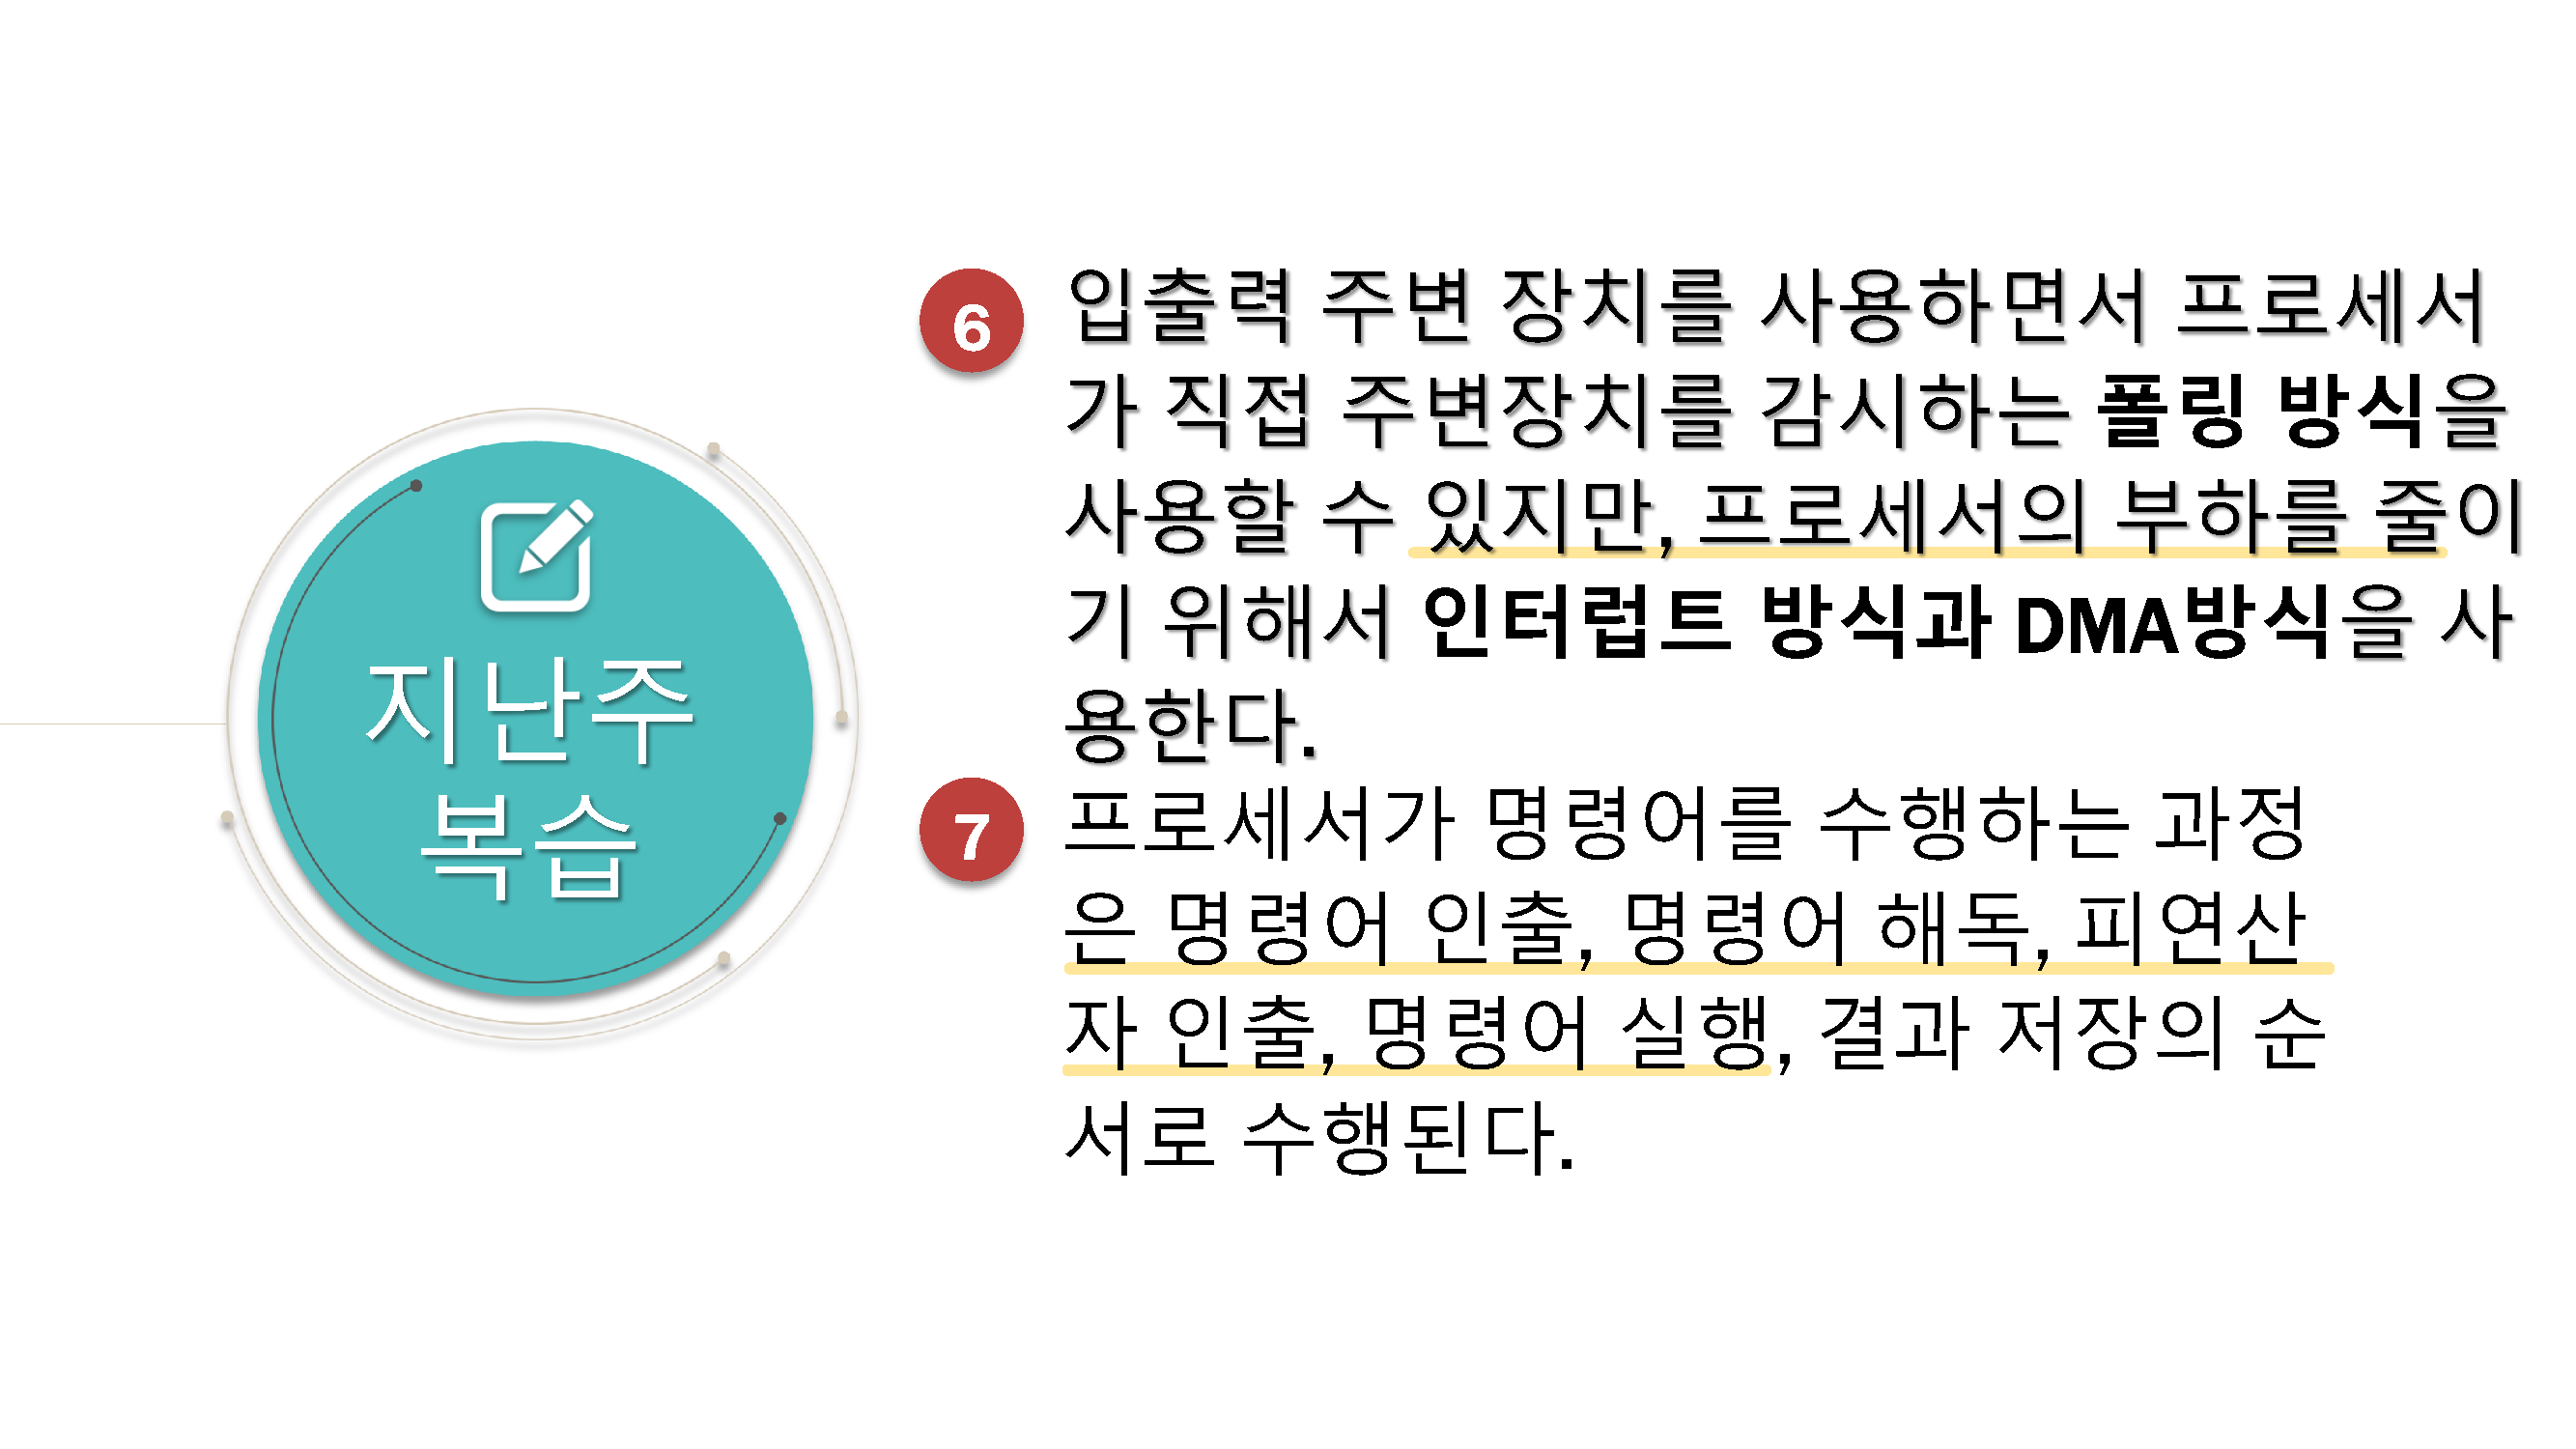 지난주
복습
6
입출력 주변 장치를 사용하면서 프로세서
가 직접 주변장치를 감시하는 폴링 방식을
사용할 수 있지만, 프로세서의 부하를 줄이
기 위해서 인터럽트 방식과 DMA방식을 사
용한다.
7
프로세서가 명령어를 수행하는 과정
은 명령어 인출, 명령어 해독, 피연산
자 인출, 명령어 실행, 결과 저장의 순
서로 수행된다.